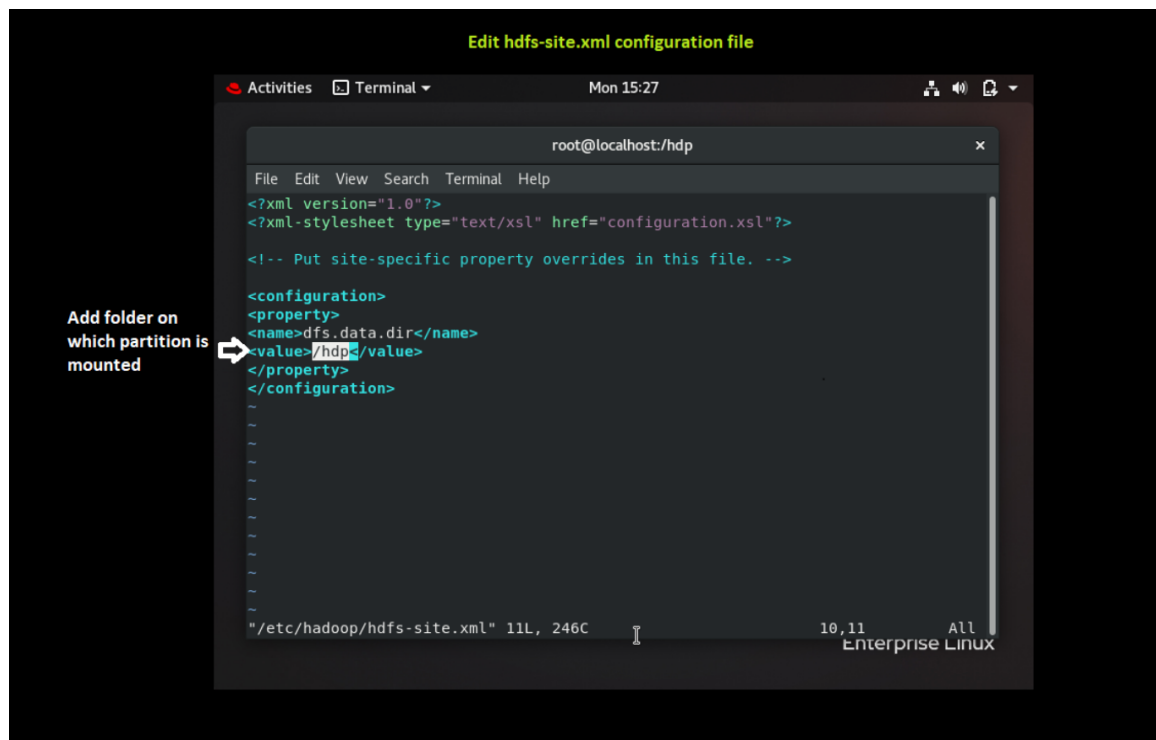 Edit hdfs-site.xml configuration file
Activities Terminal Mon 15:27
root@localhost:/hdp ×
File Edit View Search Terminal Help
<?xml version="1.0"?>
<?xml-stylesheet type="text/xsl" href="configuration.xsl"?>
<!-- Put site-specific property overrides in this file. -->
<configuration>
<property>
<name>dfs.data.dir</name>
<value>/hdp</value>
</property>
</configuration>
~
~
~
~
~
~
~
~
~
~
~
~
"/etc/hadoop/hdfs-site.xml" 11L, 246C 10,11 All
Enterprise Linux
Add folder on
which partition is
mounted